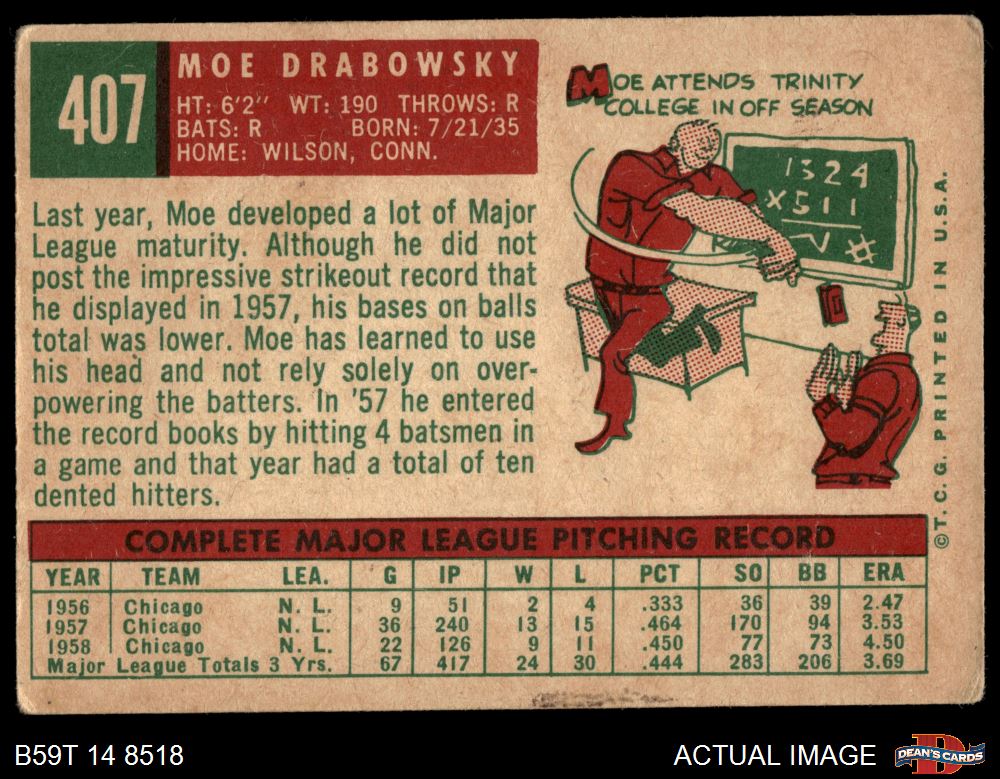 407
MOE DRABOWSKY
HT: 6'2" WT: 190 THROWS: R
BATS: R BORN: 7/21/35
HOME: WILSON, CONN.
MOE ATTENDS TRINITY
COLLEGE IN OFF SEASON
1324
X511
Last year, Moe developed a lot of Major
League maturity. Although he did not
post the impressive strikeout record that
he displayed in 1957, his bases on balls
total was lower. Moe has learned to use
his head and not rely solely on over-
powering the batters. In '57 he entered
the record books by hitting 4 batsmen in
a game and that year had a total of ten
dented hitters.
©T. C. G. PRINTED IN U.S.A.
COMPLETE MAJOR LEAGUE PITCHING RECORD
YEAR TEAM LEA. G IP W L PCT SO BB ERA
1956 Chicago N. L. 9 51 2 4 .333 36 39 2.47
1957 Chicago N. L. 36 240 13 15 .464 170 94 3.53
1958 Chicago N. L. 22 126 9 11 .450 77 73 4.50
Major League Totals 3 Yrs. 67 417 24 30 .444 283 206 3.69
B59T 14 8518
ACTUAL IMAGE
DEAN'S CARDS